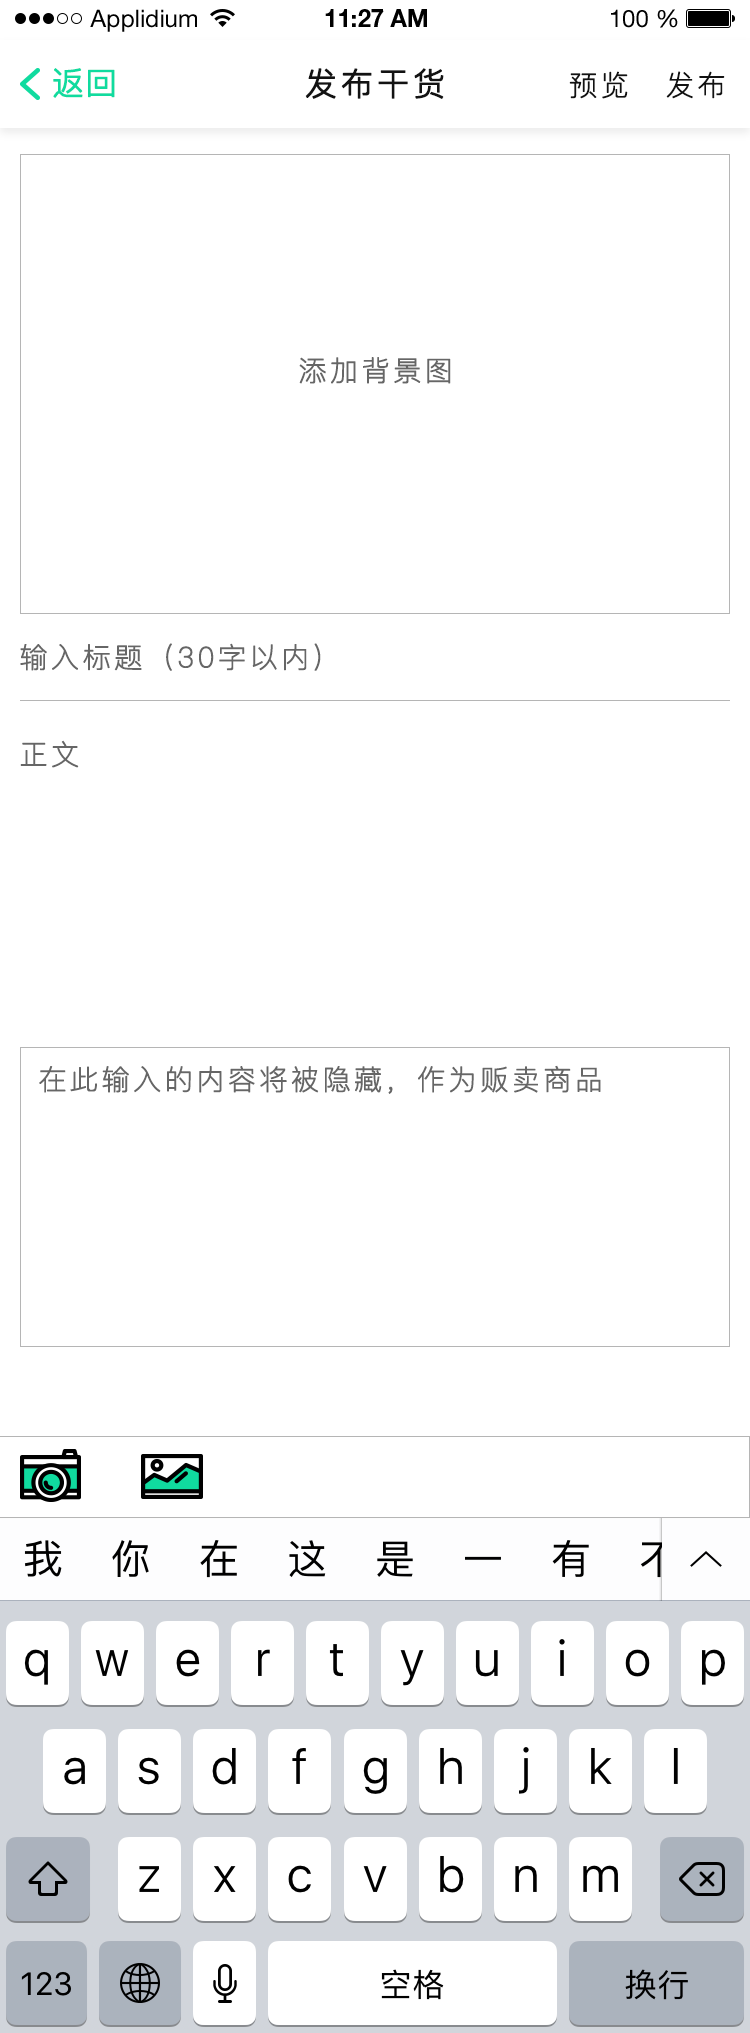 Applidium 11:27 AM 100 %
返回 发布干货 预览 发布
添加背景图
输入标题（30字以内）
正文
在此输入的内容将被隐藏，作为贩卖商品
我 你 在 这 是 一 有 不
q w e r t y u i o p
a s d f g h j k l
z x c v b n m
123 空格 换行